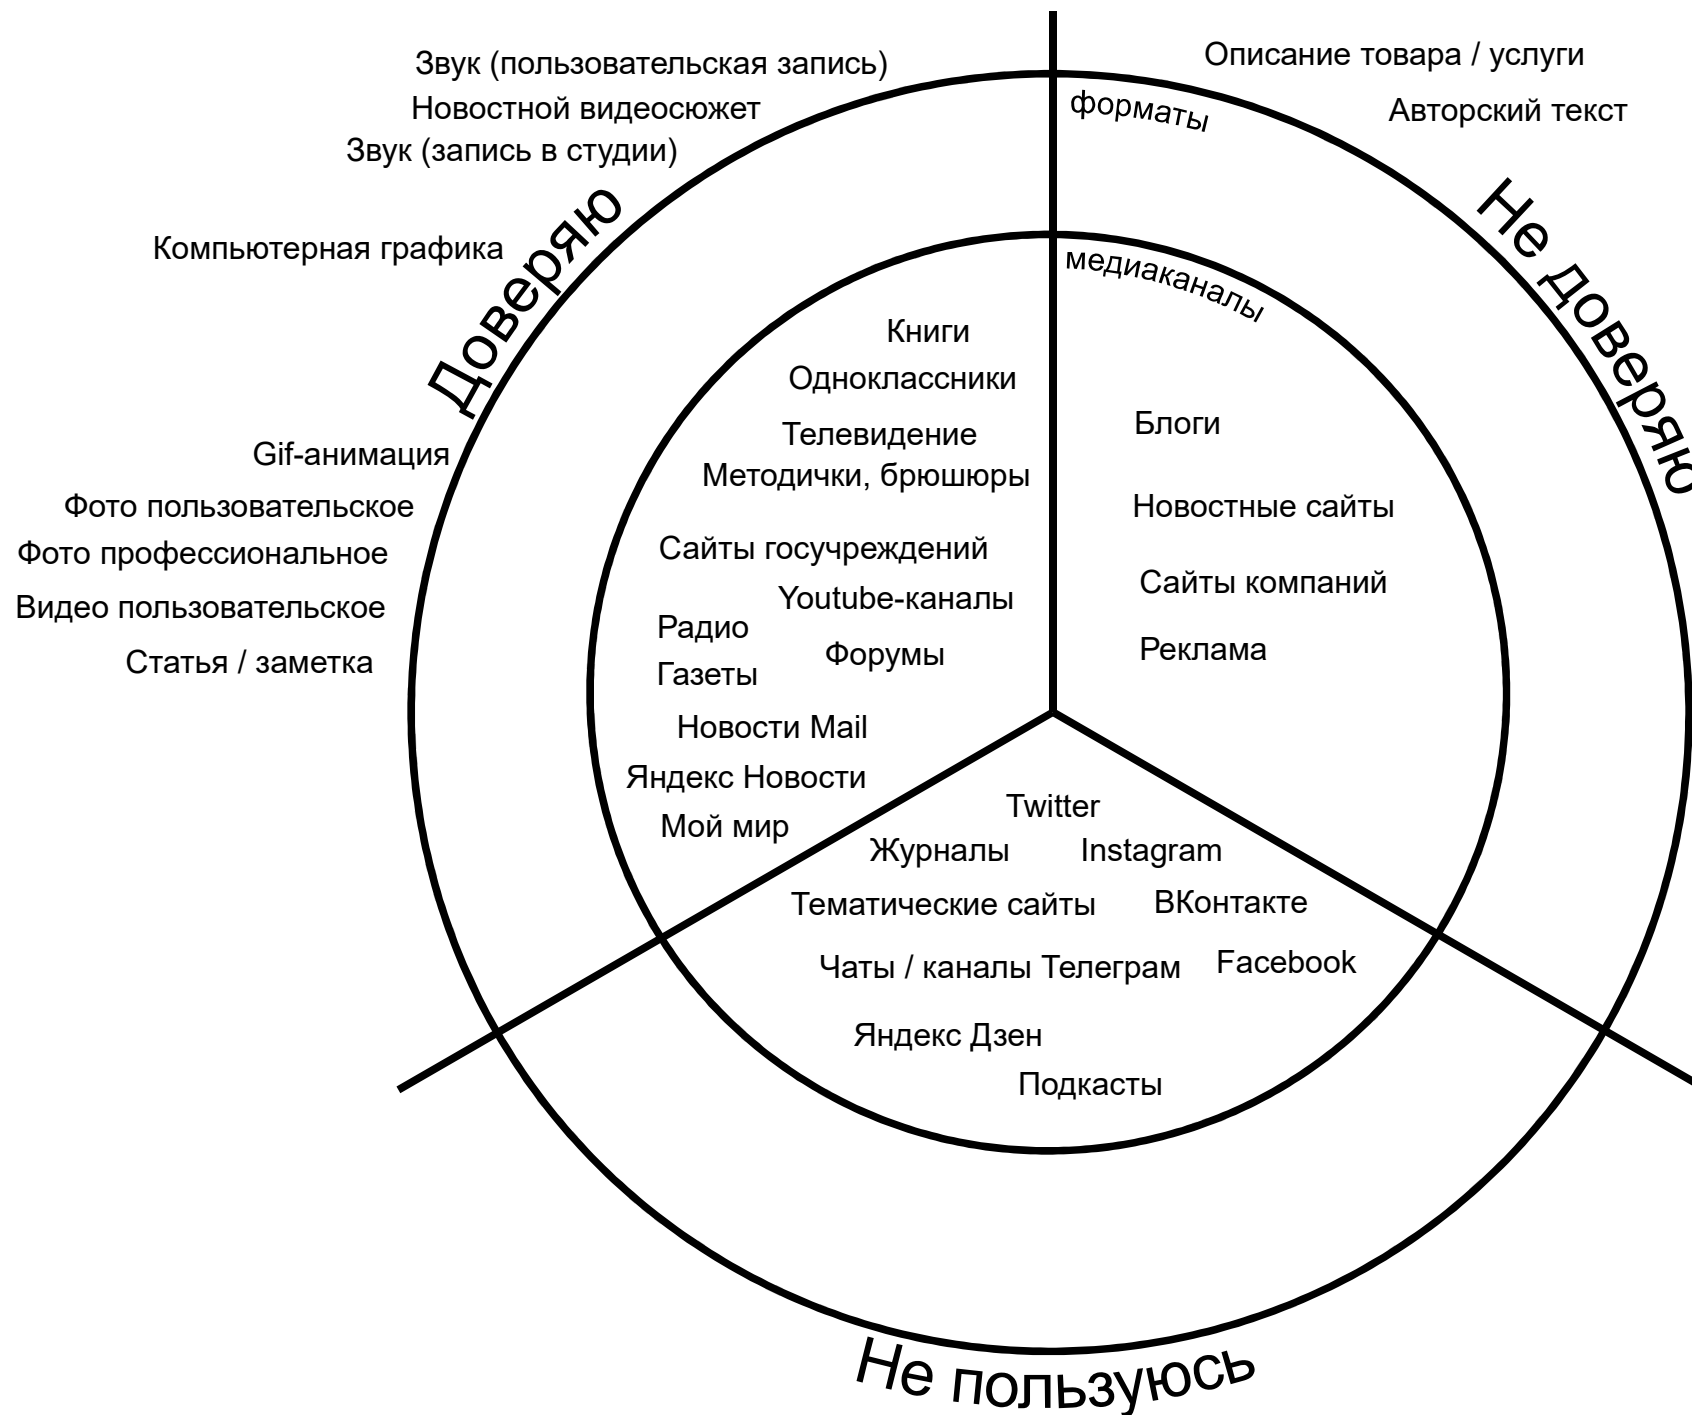 Звук (пользовательская запись)
Новостной видеосюжет
Звук (запись в студии)
Компьютерная графика
Доверяю
Gif-анимация
Фото пользовательское
Фото профессиональное
Видео пользовательское
Статья / заметка
Описание товара / услуги
Авторский текст
форматы
Не доверяю
медиаканалы
Книги
Одноклассники
Телевидение
Методички, брюшюры
Сайты госучреждений
Youtube-каналы
Радио
Форумы
Газеты
Новости Mail
Яндекс Новости
Мой мир
Блоги
Новостные сайты
Сайты компаний
Реклама
Twitter
Журналы
Instagram
Тематические сайты
ВКонтакте
Чаты / каналы Телеграм
Facebook
Яндекс Дзен
Подкасты
Не пользуюсь